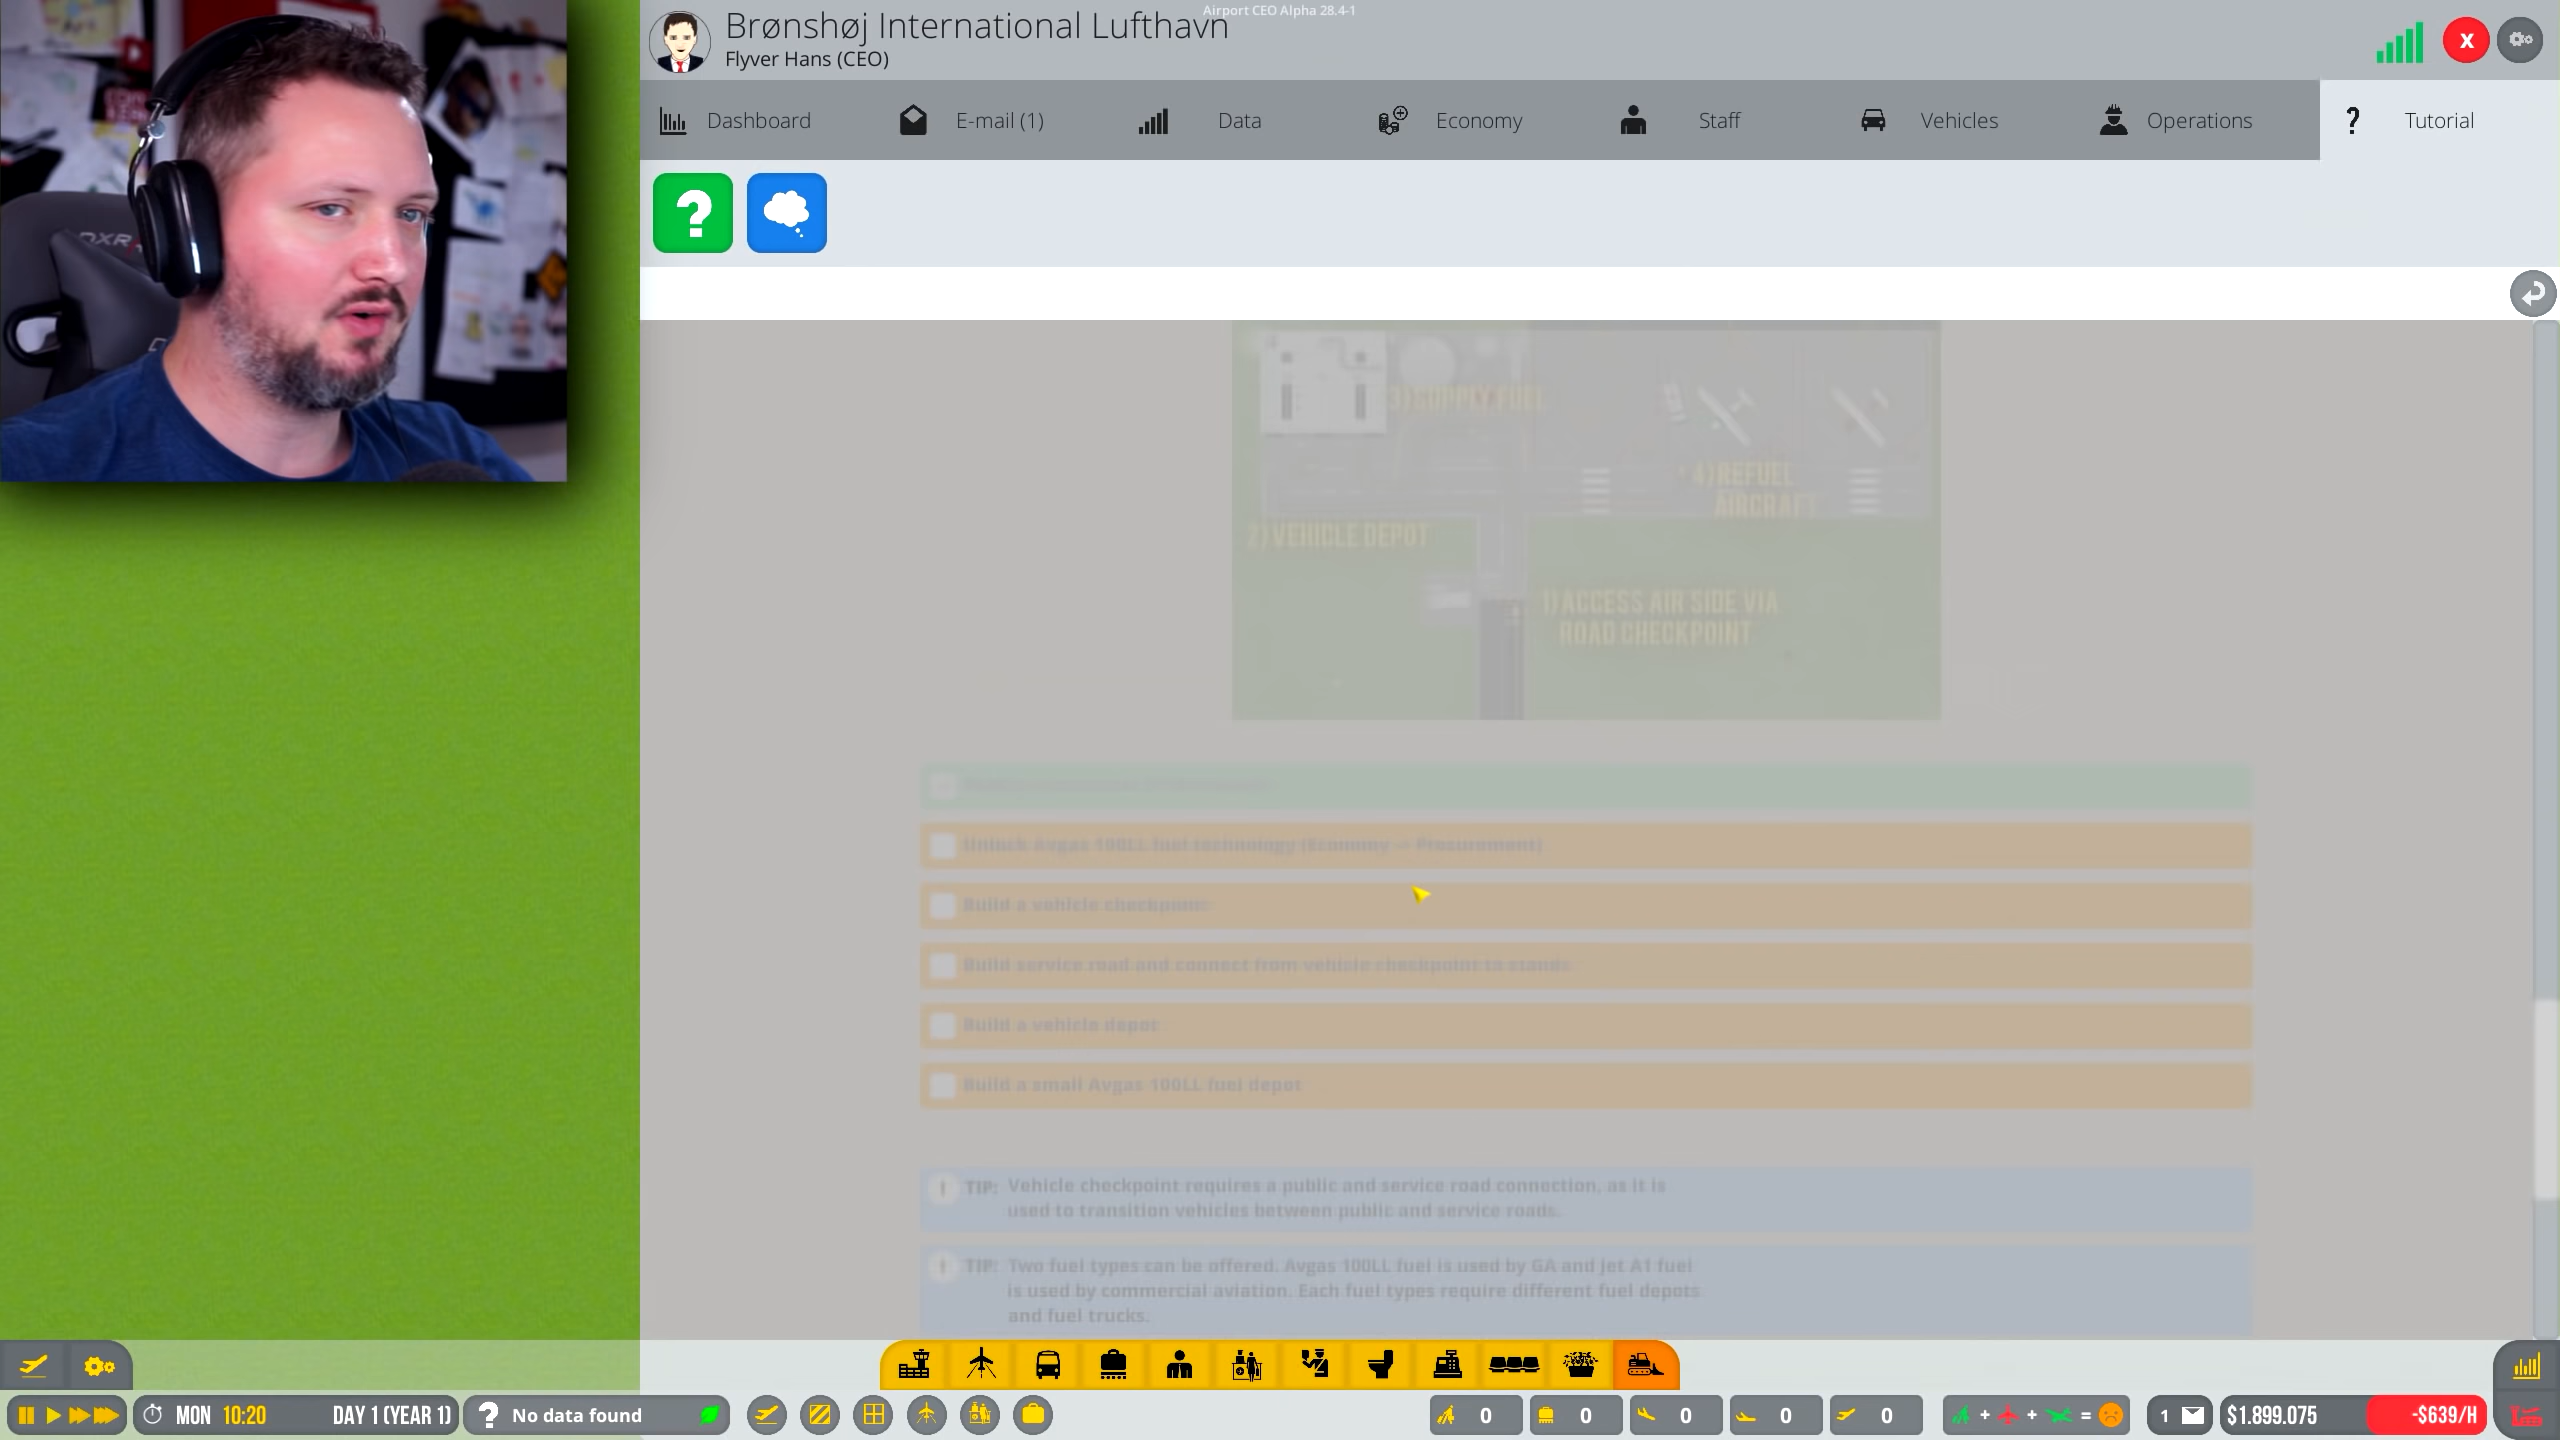 Airport CEO Alpha 28.4-1
Brønshøj International Lufthavn
Flyver Hans (CEO)
X
Dashboard
E-mail (1)
Data
Economy
Staff
Vehicles
Operations
? Tutorial
?
3) SUPPLY FUEL
4) REFUEL
AIRCRAFT
2) VEHICLE DEPOT
1) ACCESS AIR SIDE VIA
ROAD CHECKPOINT
Unlock Avgas 100LL fuel technology (Economy -> Procurement)
Build a vehicle checkpoint
Build service road and connect from vehicle checkpoint to stands
Build a vehicle depot
Build a small Avgas 100LL fuel depot
! TIP: Vehicle checkpoint requires a public and service road connection, as it is
used to transition vehicles between public and service roads.
! TIP: Two fuel types can be offered. Avgas 100LL fuel is used by GA and Jet A1 fuel
is used by commercial aviation. Each fuel types require different fuel depots
and fuel trucks.
MON 10:20 DAY 1 (YEAR 1)
? No data found
0
0
0
0
0
+ + =
1
$1.899.075
-$639/H